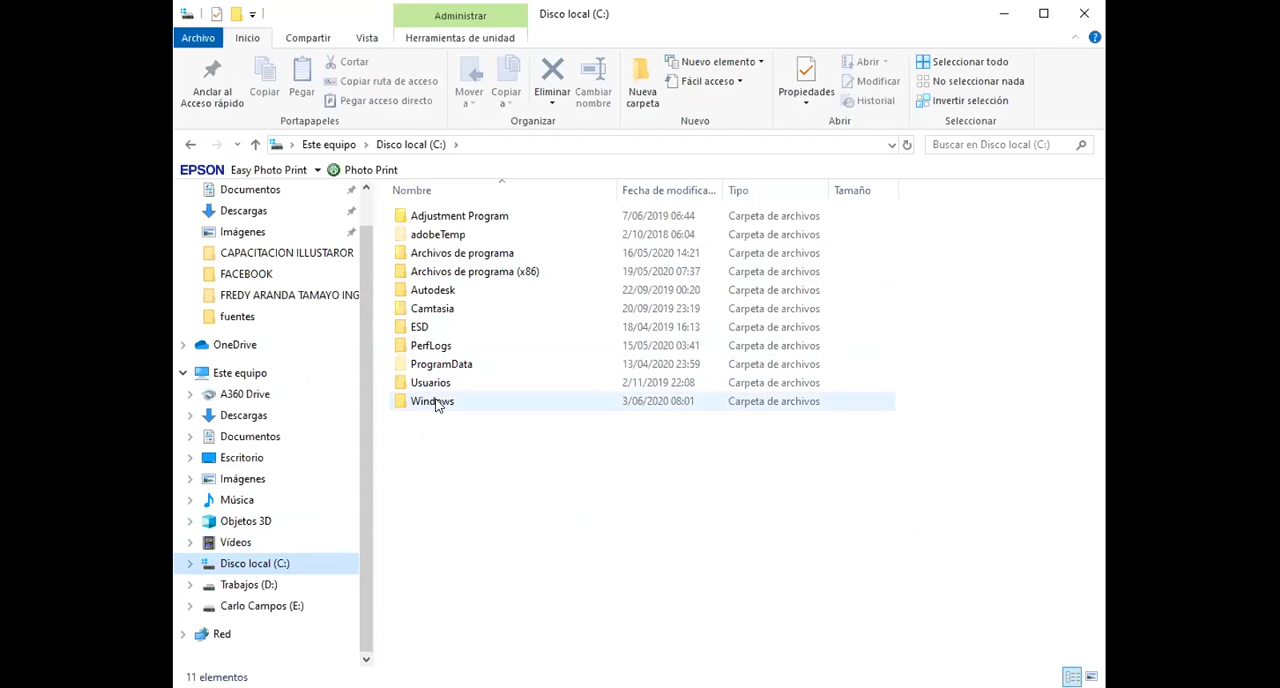 Administrar
Disco local (C:)
Archivo
Inicio
Compartir
Vista
Herramientas de unidad
Anclar al Acceso rápido
Copiar
Pegar
Cortar
Copiar ruta de acceso
Pegar acceso directo
Portapapeles
Mover a
Copiar a
Eliminar
Cambiar nombre
Organizar
Nueva carpeta
Nuevo elemento
Fácil acceso
Nuevo
Propiedades
Abrir
Modificar
Historial
Abrir
Seleccionar todo
No seleccionar nada
Invertir selección
Seleccionar
Este equipo > Disco local (C:) >
Buscar en Disco local (C:)
EPSON Easy Photo Print Photo Print
Documentos
Descargas
Imágenes
CAPACITACION ILLUSTAROR
FACEBOOK
FREDY ARANDA TAMAYO ING
fuentes
OneDrive
Este equipo
A360 Drive
Descargas
Documentos
Escritorio
Imágenes
Música
Objetos 3D
Vídeos
Disco local (C:)
Trabajos (D:)
Carlo Campos (E:)
Red
Nombre Fecha de modifica... Tipo Tamaño
Adjustment Program 7/06/2019 06:44 Carpeta de archivos
adobeTemp 2/10/2018 06:04 Carpeta de archivos
Archivos de programa 16/05/2020 14:21 Carpeta de archivos
Archivos de programa (x86) 19/05/2020 07:37 Carpeta de archivos
Autodesk 22/09/2019 00:20 Carpeta de archivos
Camtasia 20/09/2019 23:19 Carpeta de archivos
ESD 18/04/2019 16:13 Carpeta de archivos
PerfLogs 15/05/2020 03:41 Carpeta de archivos
ProgramData 13/04/2020 23:59 Carpeta de archivos
Usuarios 2/11/2019 22:08 Carpeta de archivos
Windows 3/06/2020 08:01 Carpeta de archivos
11 elementos